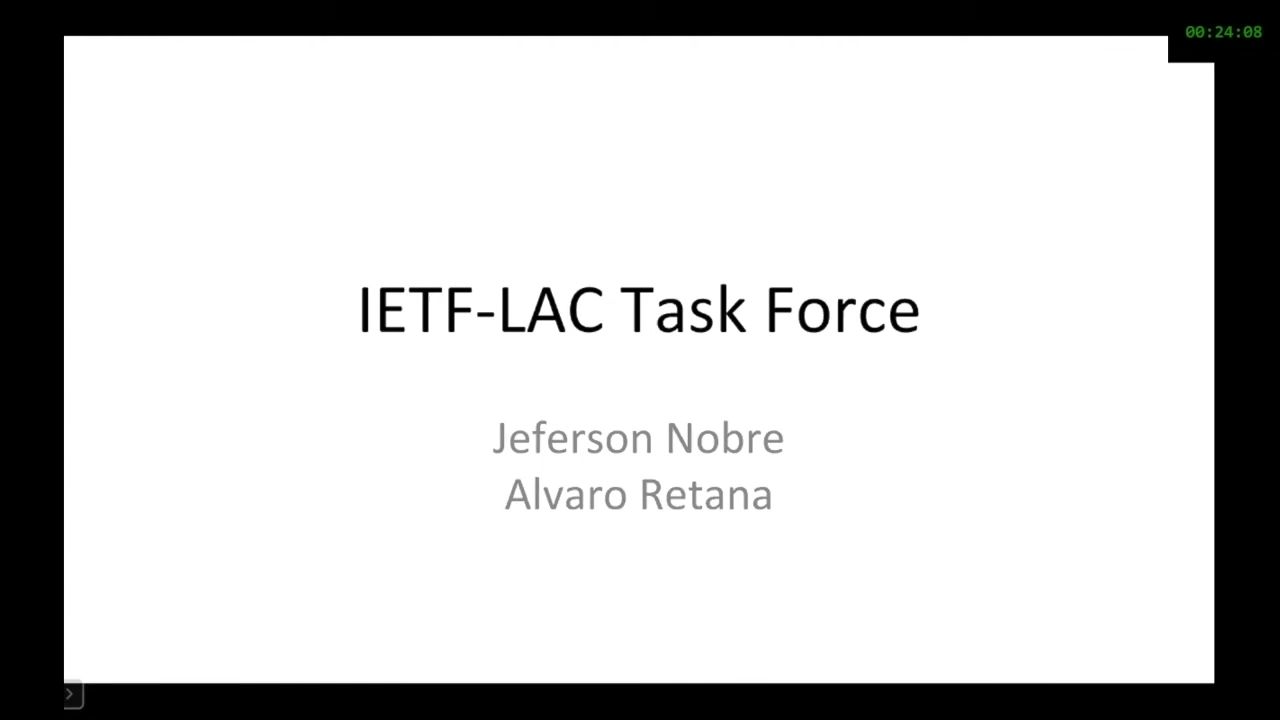 00:24:08
IETF-LAC Task Force
Jeferson Nobre
Alvaro Retana